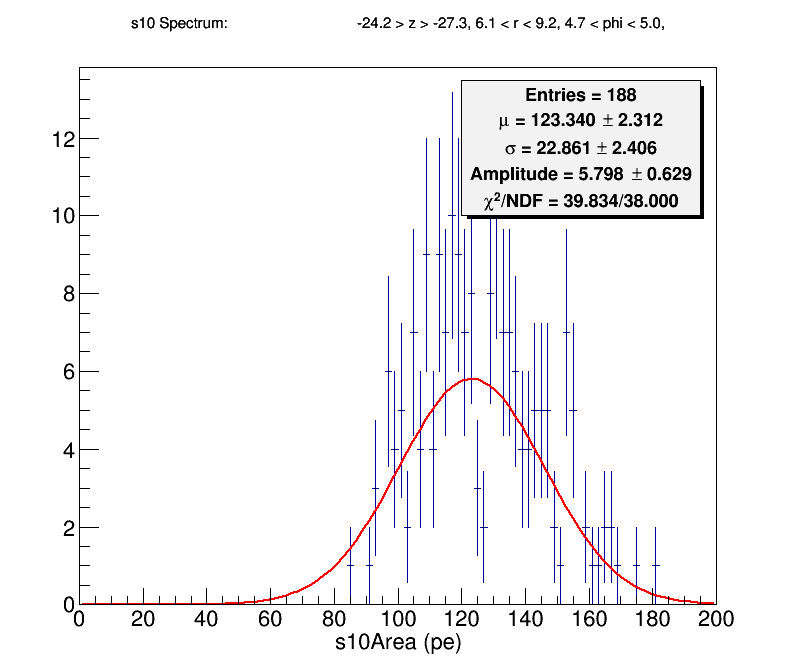 s10 Spectrum: -24.2 > z > -27.3, 6.1 < r < 9.2, 4.7 < phi < 5.0,
Entries = 188
μ = 123.340 ± 2.312
σ = 22.861 ± 2.406
Amplitude = 5.798 ± 0.629
χ²/NDF = 39.834/38.000
12
10
8
6
4
2
0
0 20 40 60 80 100 120 140 160 180 200
s10Area (pe)